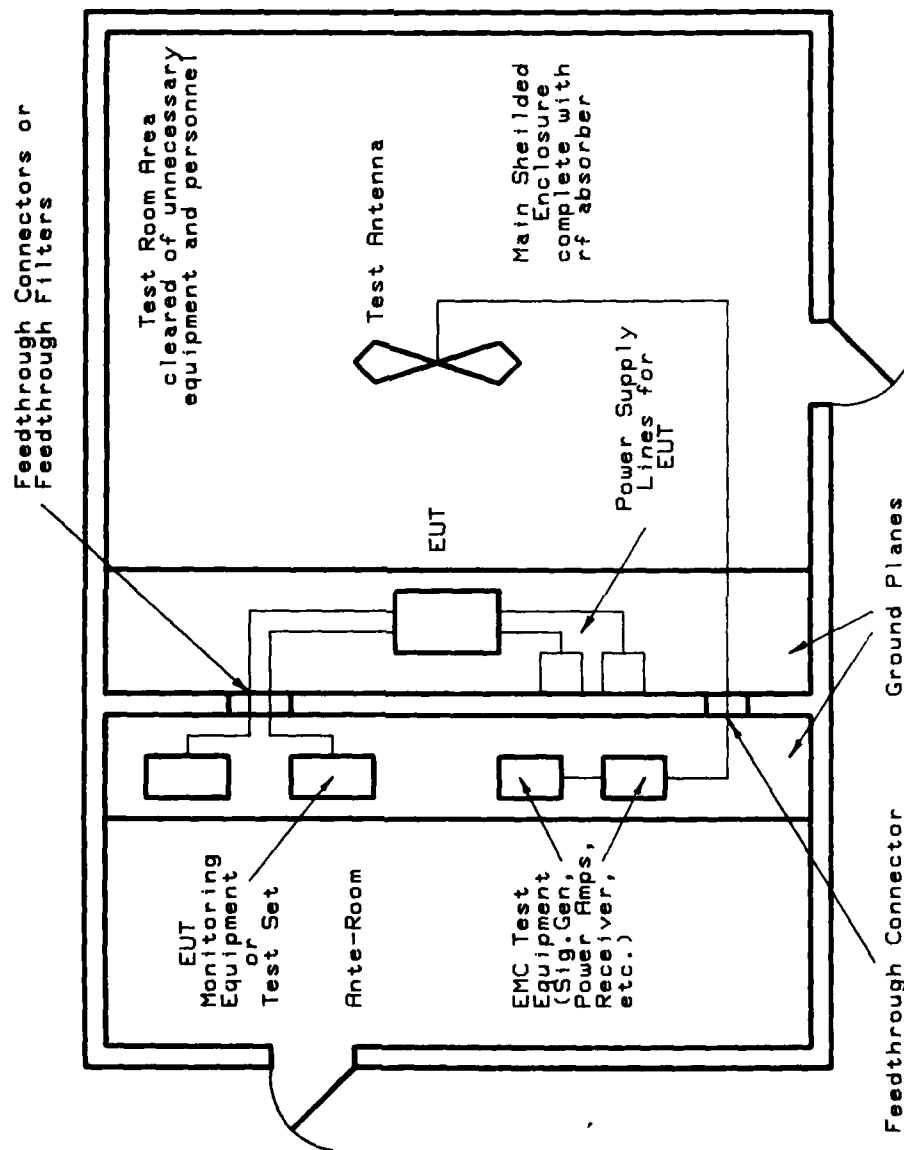 Feedthrough Connectors or
Feedthrough Filters
Test Room Area
cleared of unnecessary
equipment and personnel
Test Antenna
Main Sheilded
Enclosure
complete with
rf absorber
EUT
Power Supply
Lines for
EUT
EUT
Monitoring
Equipment
or
Test Set
Ante-Room
EMC Test
Equipment
(Sig.Gen,
Power Amps,
Receiver,
etc.)
Feedthrough Connector
Ground Planes